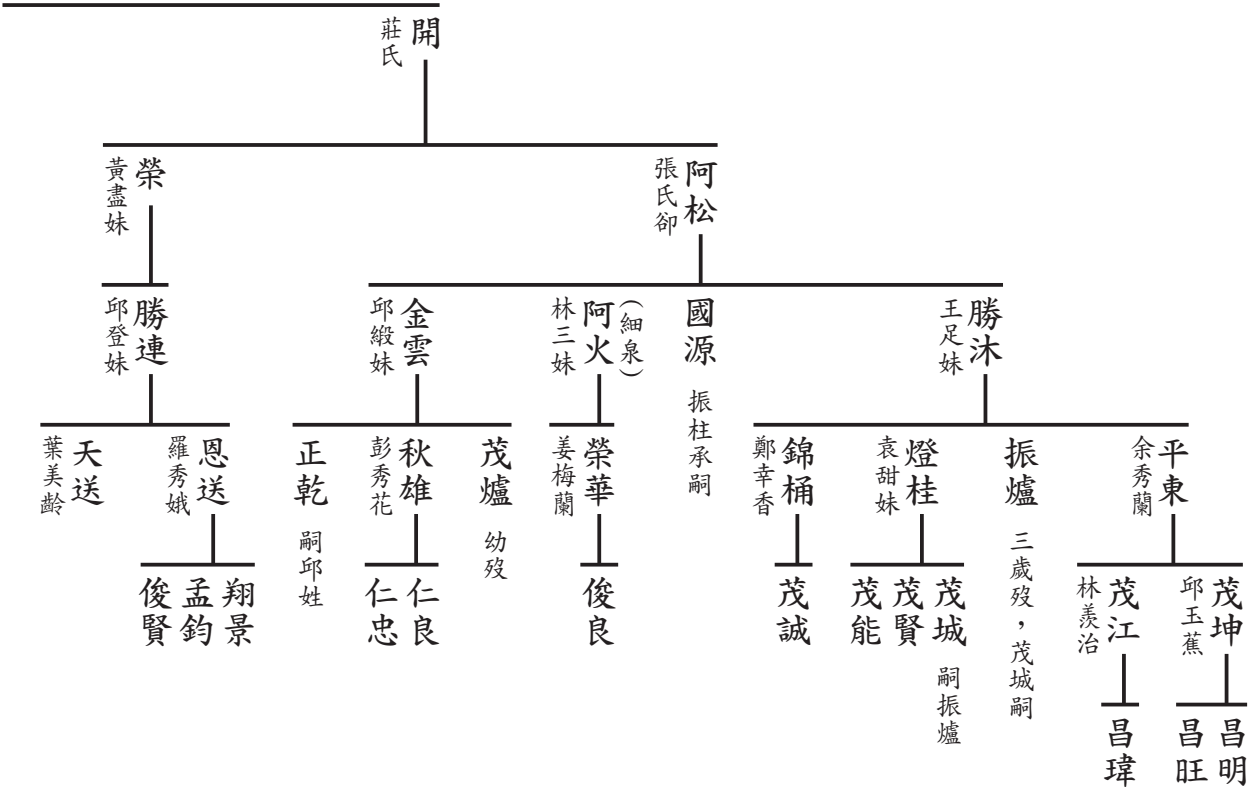 開
莊氏
阿松
張氏卻
榮
黃盡妹
勝沐
王足妹
國源
振柱承嗣
(細泉)
阿火
林三妹
金雲
邱緞妹
勝連
邱登妹
平東
余秀蘭
振爐
三歲歿，茂城嗣
燈桂
袁甜妹
錦桶
鄭幸香
榮華
姜梅蘭
茂爐
幼歿
秋雄
彭秀花
正乾
嗣邱姓
恩送
羅秀娥
天送
葉美齡
茂坤
邱玉蕉
茂江
林羨治
茂城
嗣振爐
茂賢
茂能
茂誠
俊良
仁良
仁忠
翔景
孟鈞
俊賢
昌明
昌旺
昌瑋